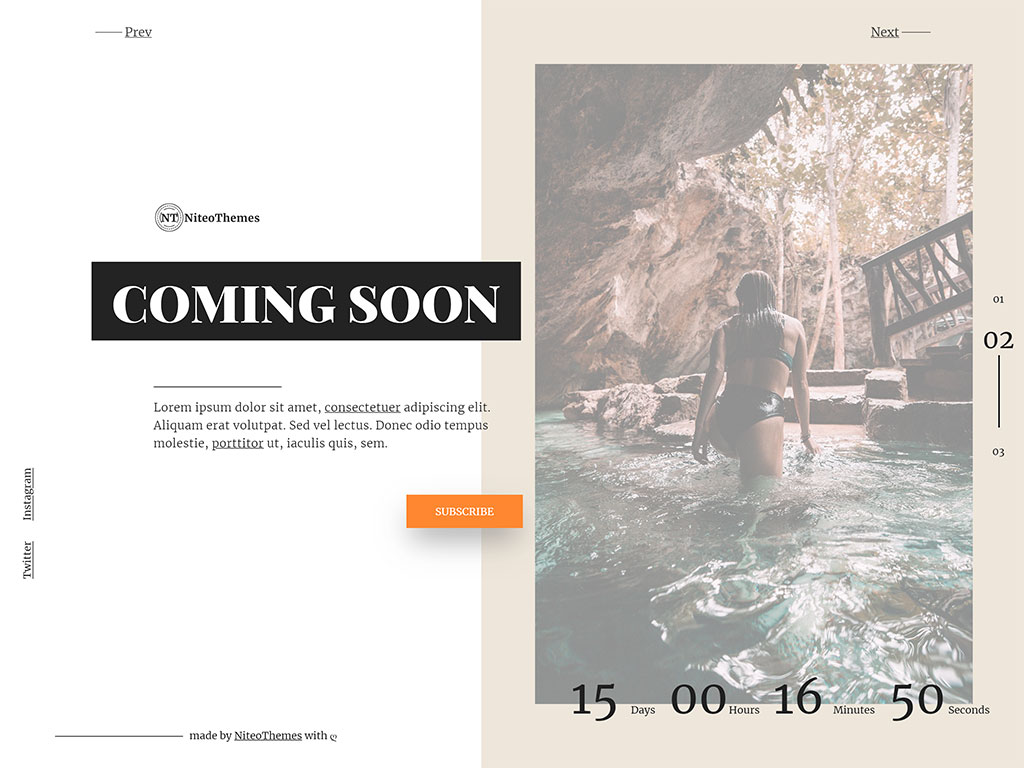 Prev
Next
NT NiteoThemes
COMING SOON
Lorem ipsum dolor sit amet, consectetuer adipiscing elit.
Aliquam erat volutpat. Sed vel lectus. Donec odio tempus
molestie, porttitor ut, iaculis quis, sem.
SUBSCRIBE
Instagram
Twitter
01
02
03
15 Days 00 Hours 16 Minutes 50 Seconds
made by NiteoThemes with ღ